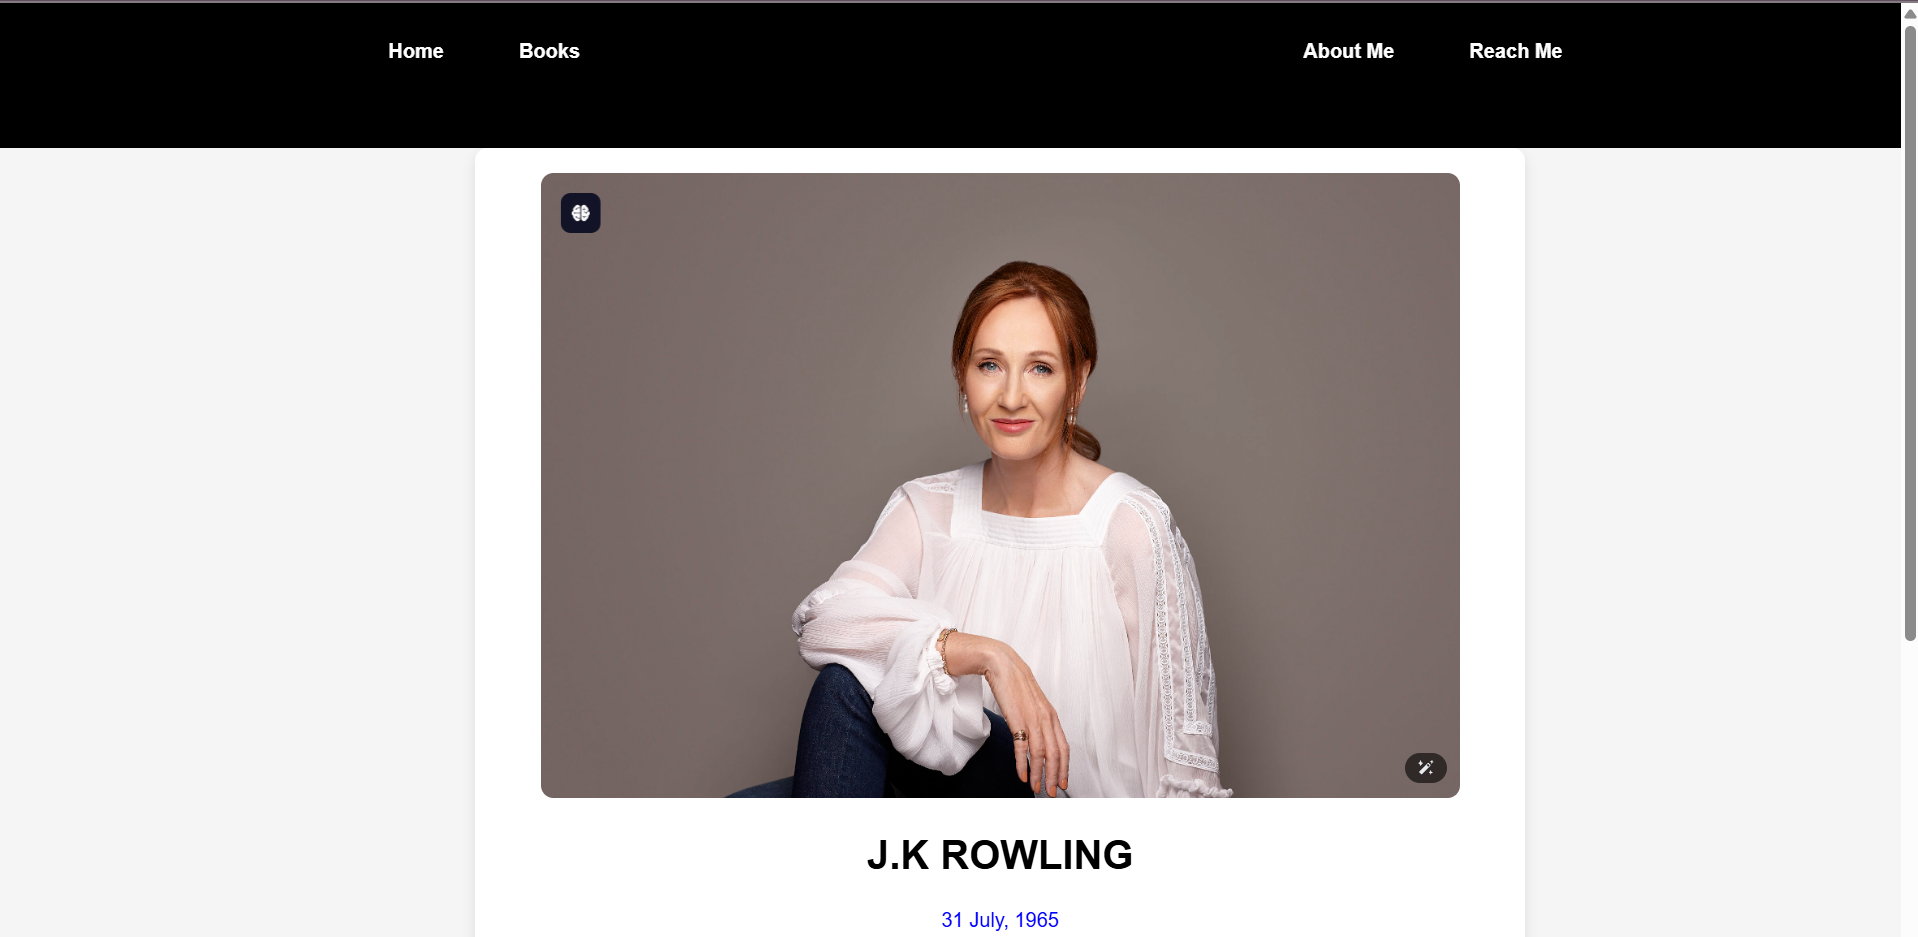 Home Books About Me Reach Me
J.K ROWLING
31 July, 1965